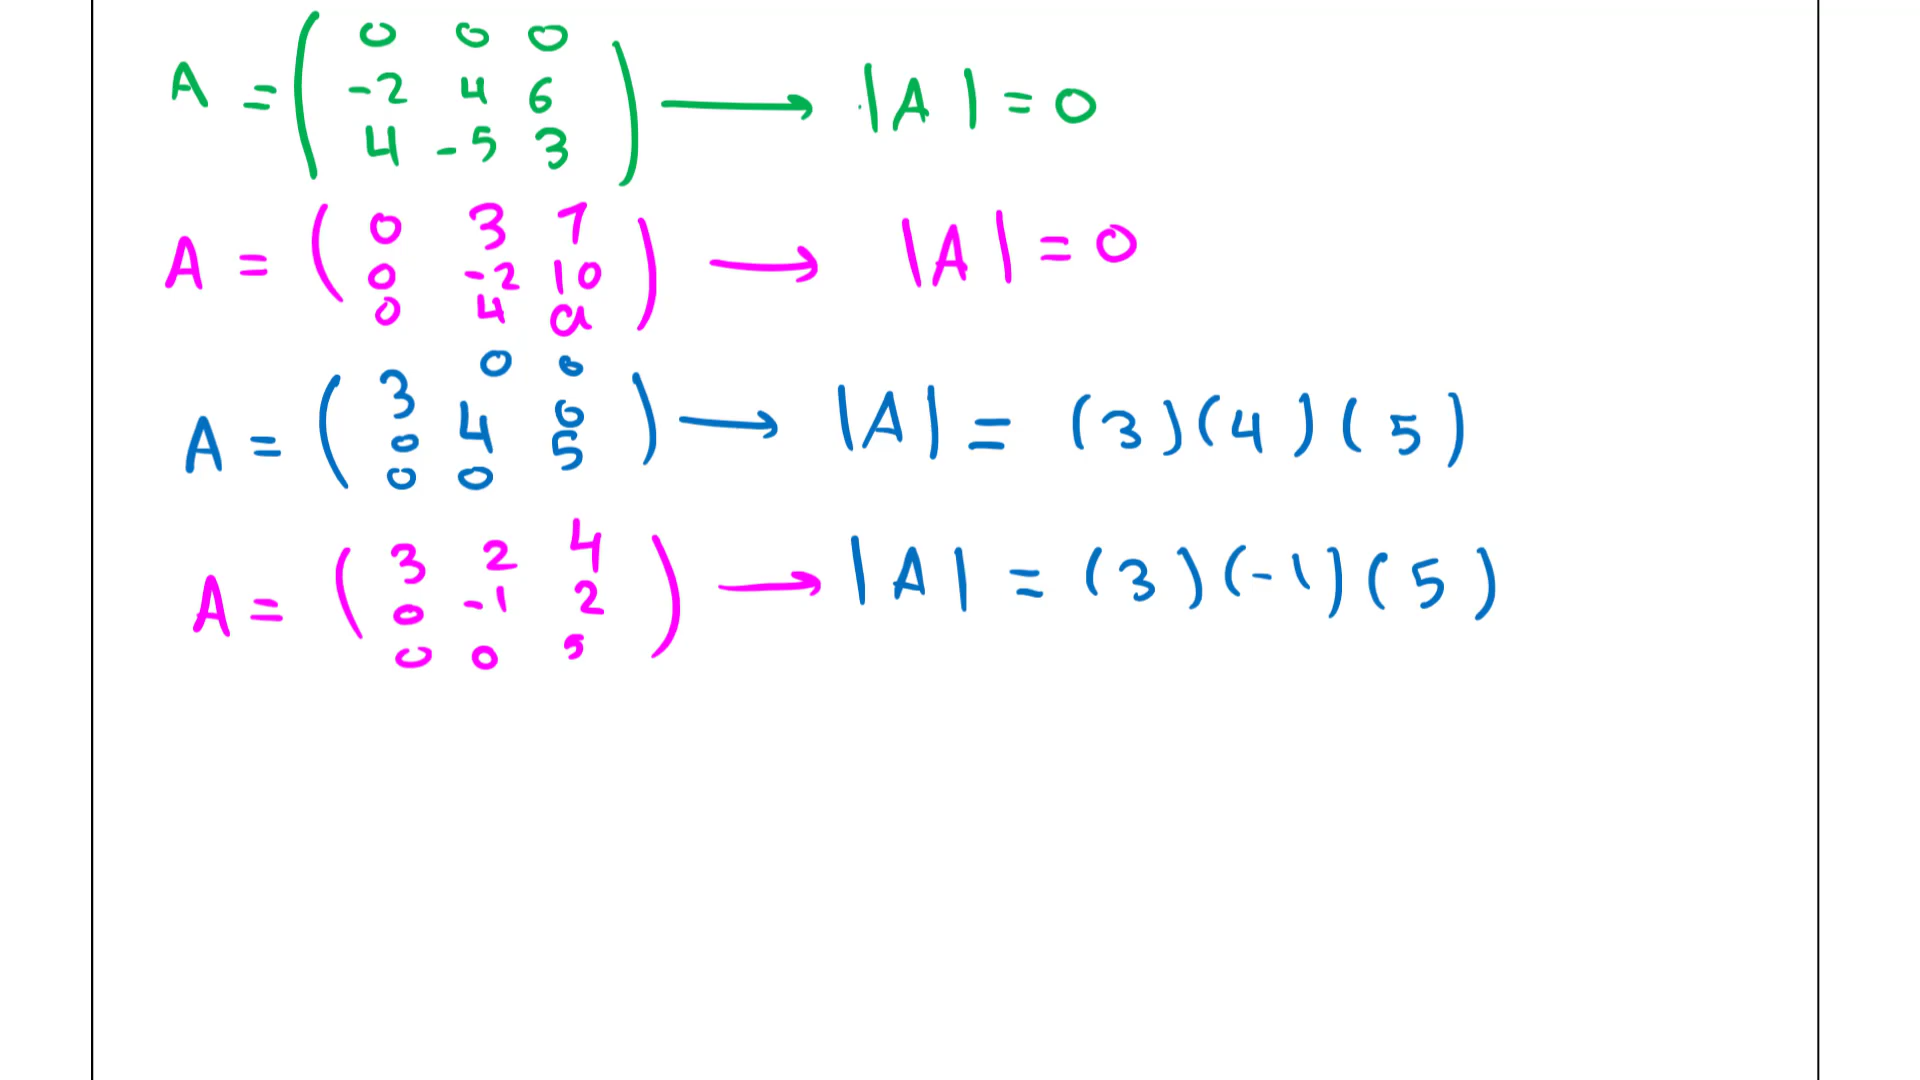 A = ( 0 0 0 ; -2 4 6 ; 4 -5 3 ) ⟶ |A| = 0
A = ( 0 3 7 ; 0 -2 10 ; 0 4 a ) ⟶ |A| = 0
A = ( 3 0 0 ; 0 4 0 ; 0 0 5 ) ⟶ |A| = (3)(4)(5)
A = ( 3 2 4 ; 0 -1 2 ; 0 0 5 ) ⟶ |A| = (3)(-1)(5)